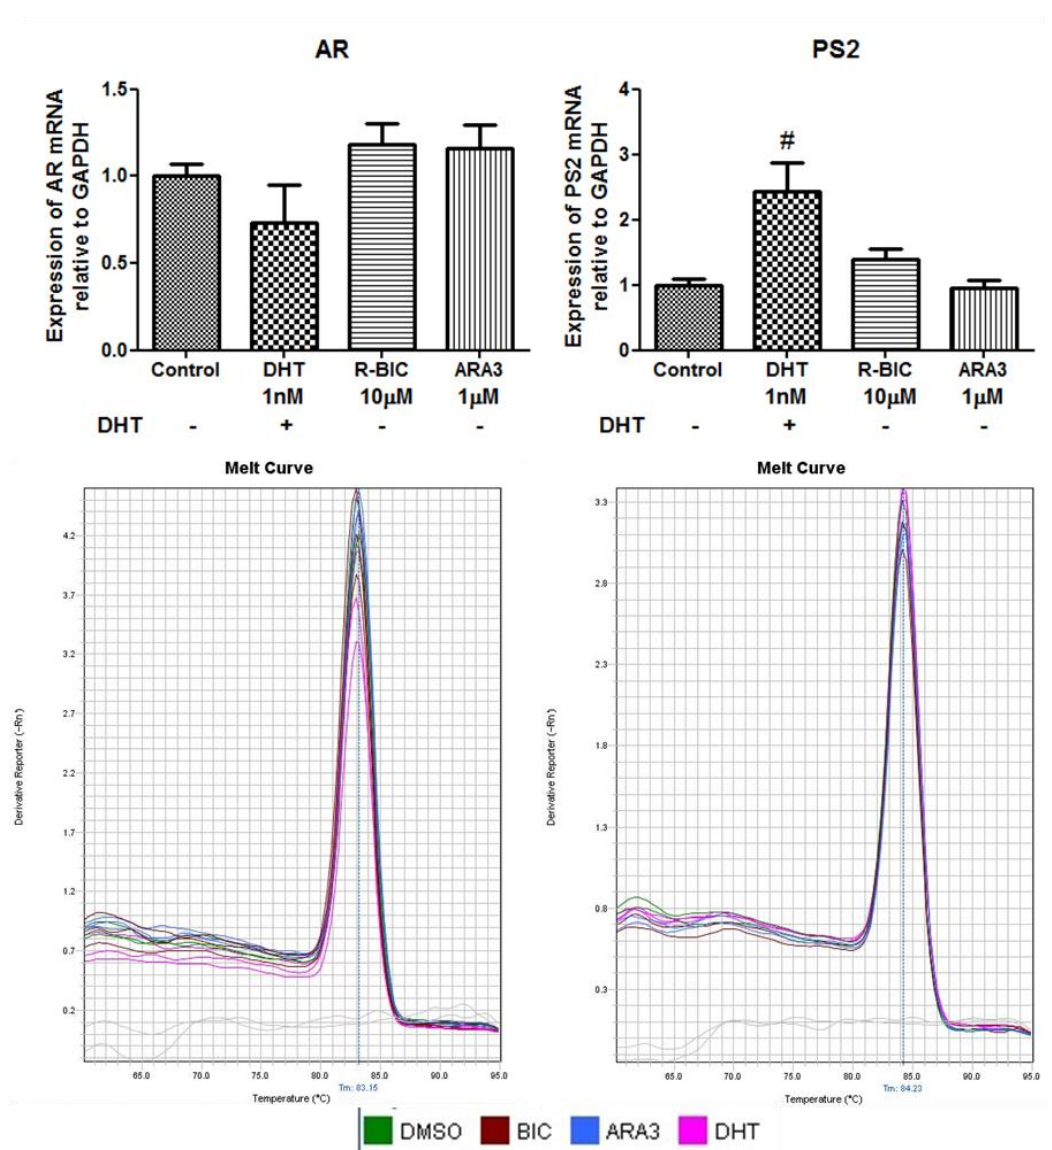 AR
Expression of AR mRNA
relative to GAPDH
1.5
1.0
0.5
0.0
Control DHT R-BIC ARA3
1nM 10μM 1μM
DHT - + - -
PS2
Expression of PS2 mRNA
relative to GAPDH
4
3
2
1
0
#
Control DHT R-BIC ARA3
1nM 10μM 1μM
DHT - + - -
Melt Curve
Derivative Reporter (-Rn')
4.2
3.7
3.2
2.7
2.2
1.7
1.2
0.7
0.2
65.0 70.0 75.0 80.0 85.0 90.0 95.0
Tm: 83.15
Temperature (°C)
Melt Curve
Derivative Reporter (-Rn')
3.3
2.8
2.3
1.8
1.3
0.8
0.3
65.0 70.0 75.0 80.0 85.0 90.0 95.0
Tm: 84.23
Temperature (°C)
DMSO BIC ARA3 DHT